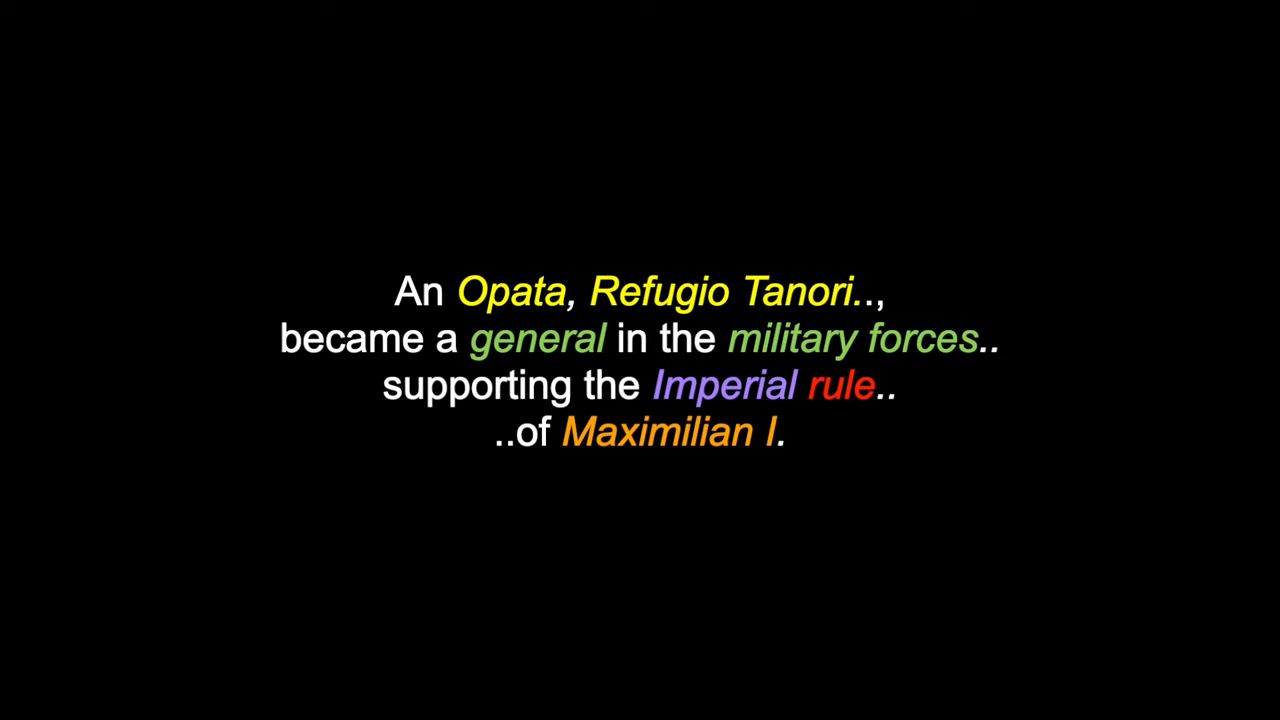 An Opata, Refugio Tanori..,
became a general in the military forces..
supporting the Imperial rule..
..of Maximilian I.